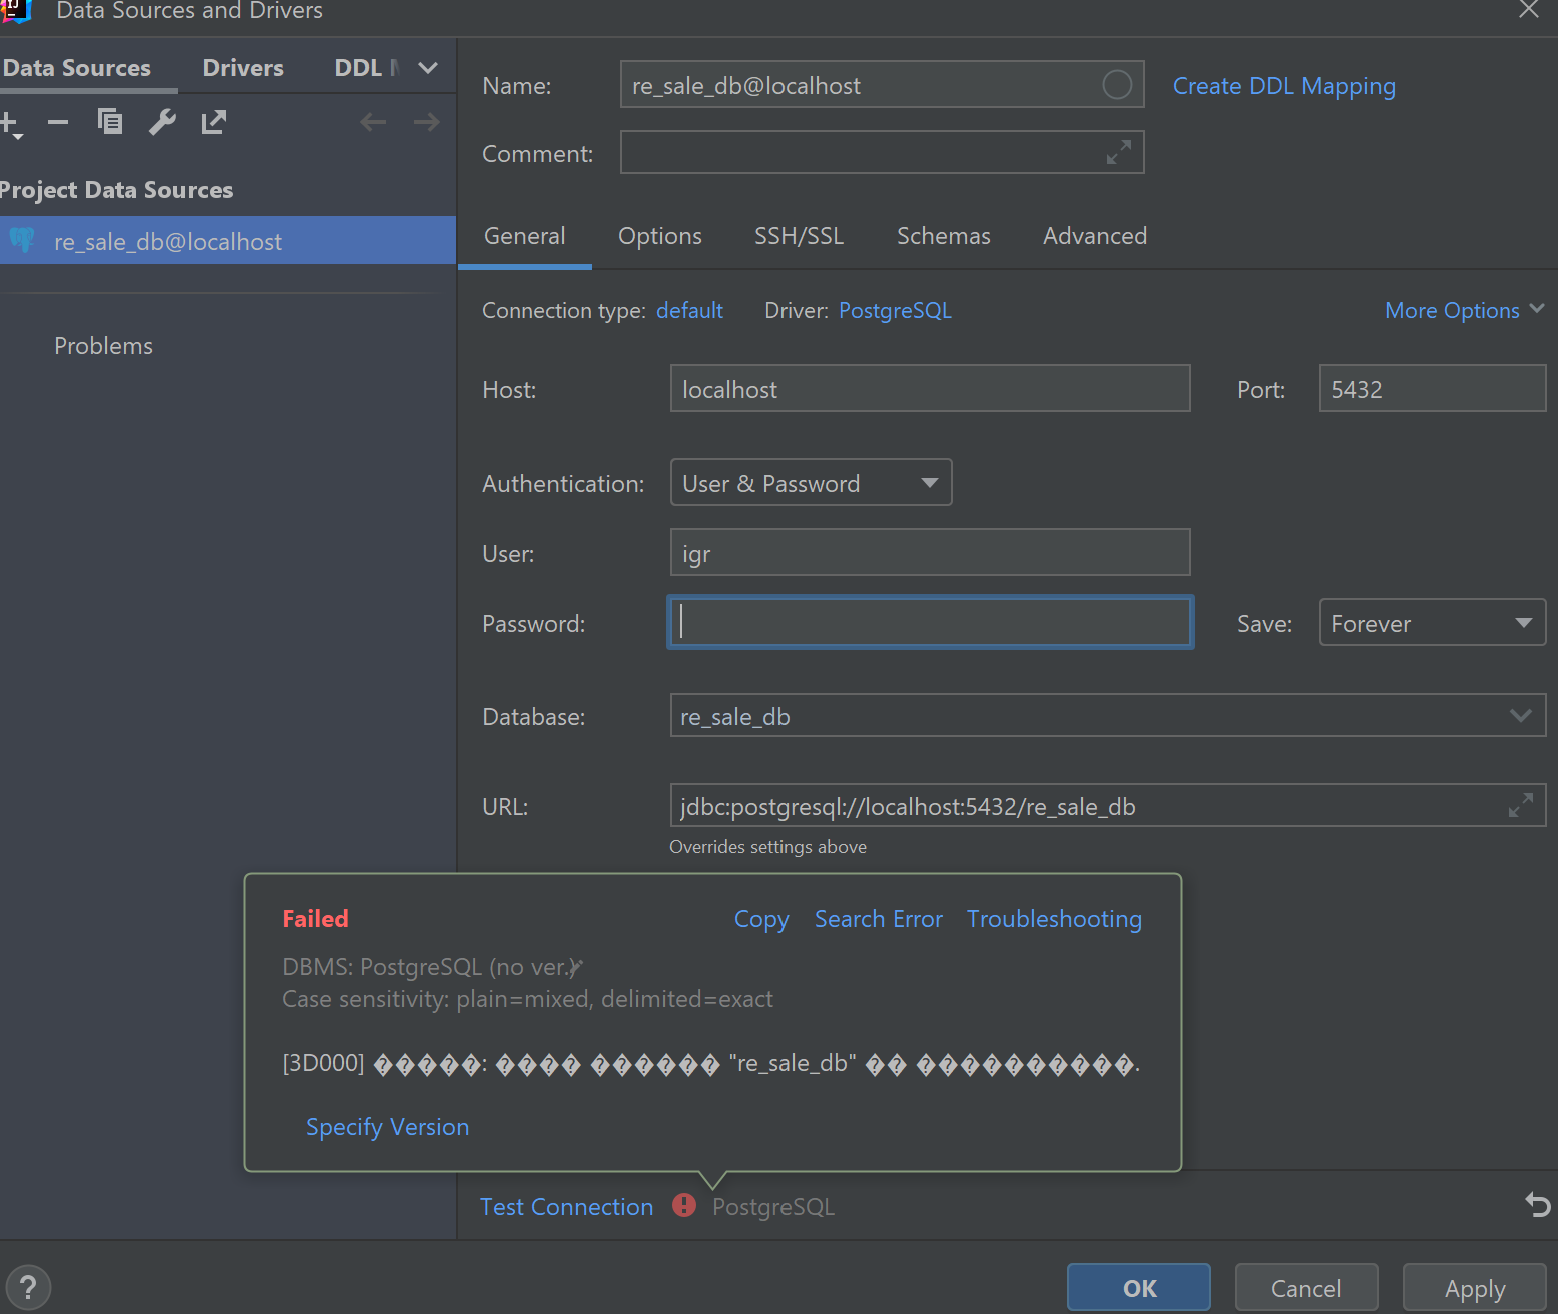 Data Sources and Drivers
Data Sources Drivers DDL
Name: re_sale_db@localhost Create DDL Mapping
Comment:
Project Data Sources
re_sale_db@localhost
Problems
General Options SSH/SSL Schemas Advanced
Connection type: default Driver: PostgreSQL More Options
Host: localhost Port: 5432
Authentication: User & Password
User: igr
Password: Save: Forever
Database: re_sale_db
URL: jdbc:postgresql://localhost:5432/re_sale_db
Overrides settings above
Failed Copy Search Error Troubleshooting
DBMS: PostgreSQL (no ver.)
Case sensitivity: plain=mixed, delimited=exact
[3D000] �����: ���� ������ "re_sale_db" �� ����������.
Specify Version
Test Connection PostgreSQL
? OK Cancel Apply